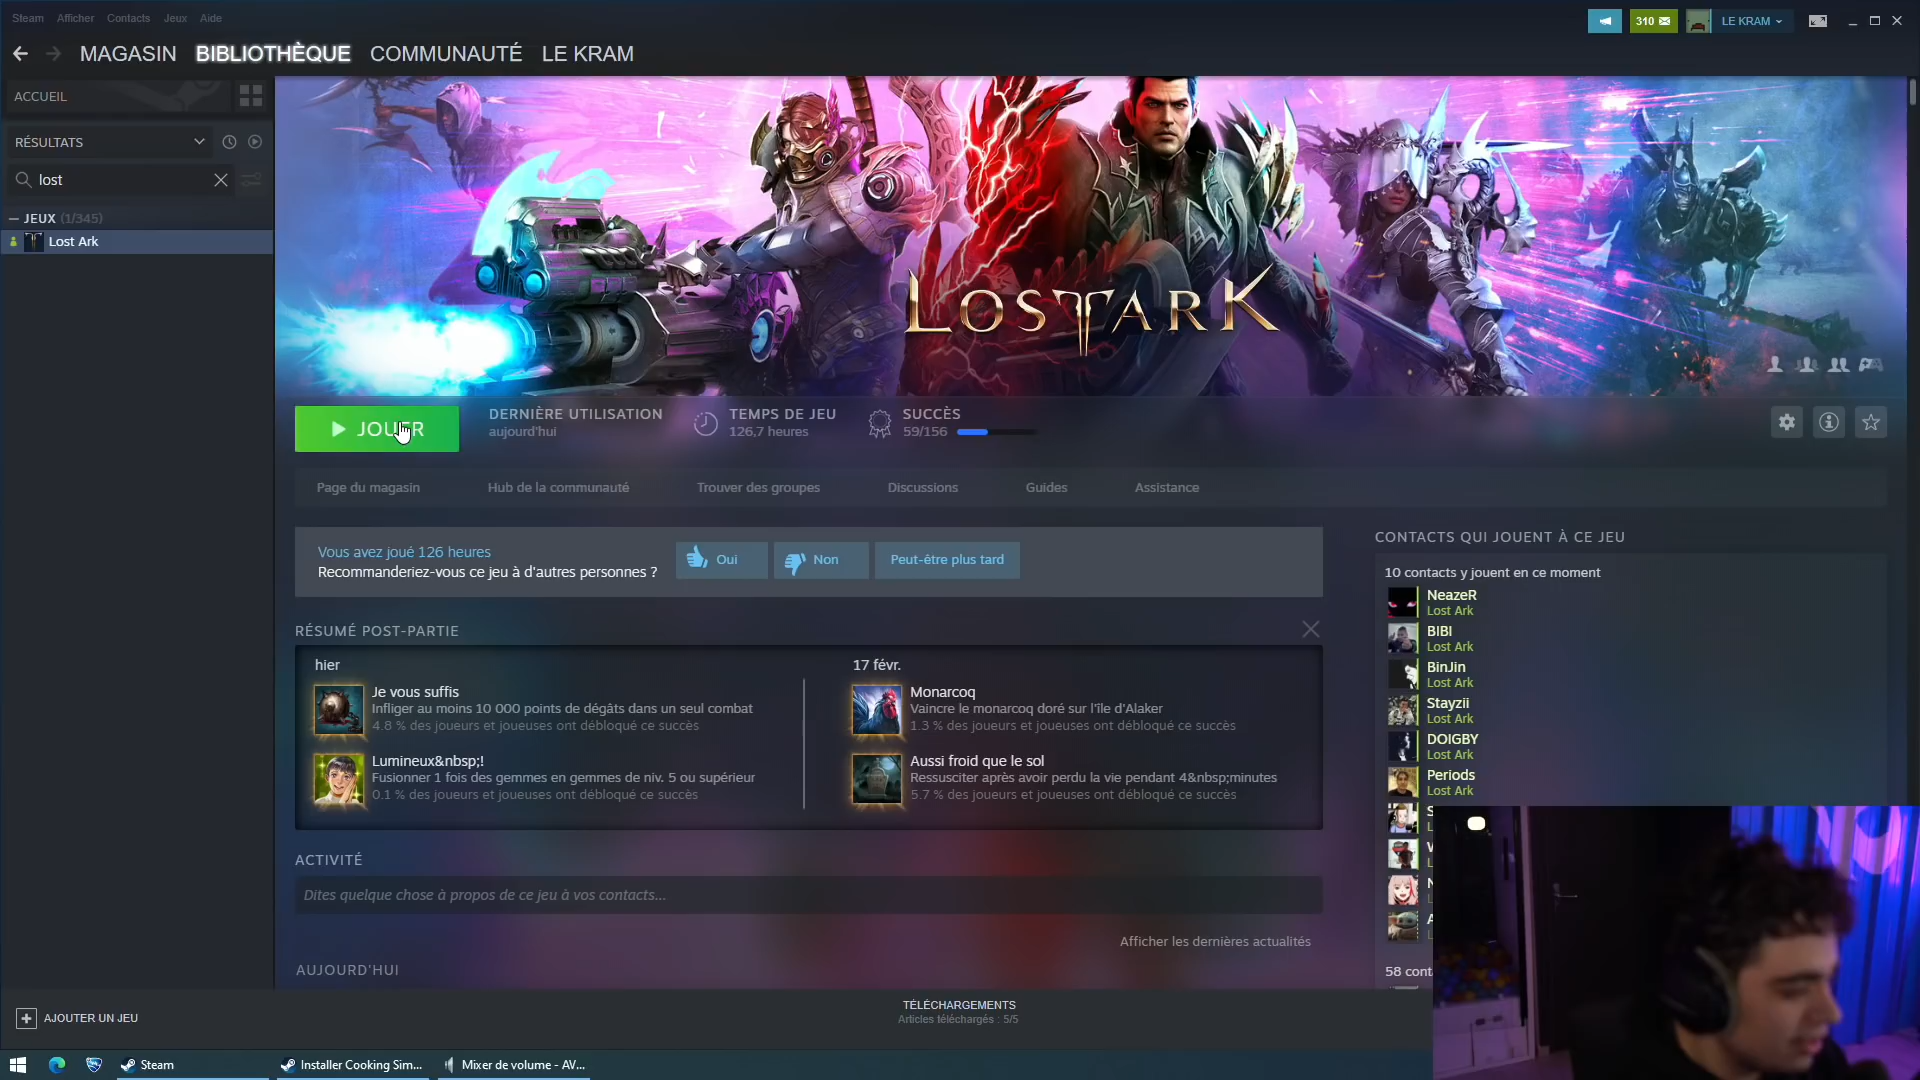 Steam Afficher Contacts Jeux Aide
310
LE KRAM
MAGASIN BIBLIOTHÈQUE COMMUNAUTÉ LE KRAM
ACCUEIL
RÉSULTATS
lost
JEUX (1/345)
Lost Ark
LOST ARK
JOUER
DERNIÈRE UTILISATION
aujourd'hui
TEMPS DE JEU
126,7 heures
SUCCÈS
59/156
Page du magasin Hub de la communauté Trouver des groupes Discussions Guides Assistance
Vous avez joué 126 heures
Recommanderiez-vous ce jeu à d'autres personnes ?
Oui Non Peut-être plus tard
RÉSUMÉ POST-PARTIE
hier
Je vous suffis
Infliger au moins 10 000 points de dégâts dans un seul combat
4.8 % des joueurs et joueuses ont débloqué ce succès
Lumineux&nbsp;!
Fusionner 1 fois des gemmes en gemmes de niv. 5 ou supérieur
0.1 % des joueurs et joueuses ont débloqué ce succès
17 févr.
Monarcoq
Vaincre le monarcoq doré sur l'île d'Alaker
1.3 % des joueurs et joueuses ont débloqué ce succès
Aussi froid que le sol
Ressusciter après avoir perdu la vie pendant 4&nbsp;minutes
5.7 % des joueurs et joueuses ont débloqué ce succès
ACTIVITÉ
Dites quelque chose à propos de ce jeu à vos contacts...
Afficher les dernières actualités
AUJOURD'HUI
CONTACTS QUI JOUENT À CE JEU
10 contacts y jouent en ce moment
NeazeR
Lost Ark
BIBI
Lost Ark
BinJin
Lost Ark
Stayzii
Lost Ark
DOIGBY
Lost Ark
Periods
Lost Ark
58 cont
AJOUTER UN JEU
TÉLÉCHARGEMENTS
Articles téléchargés : 5/5
Steam
Installer Cooking Sim...
Mixer de volume - AV...